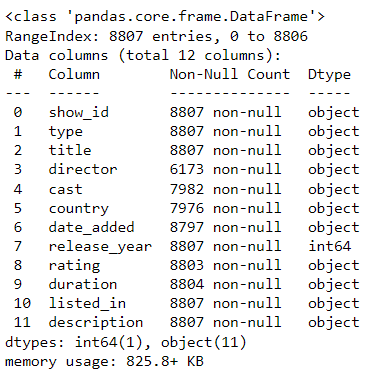 <class 'pandas.core.frame.DataFrame'>
RangeIndex: 8807 entries, 0 to 8806
Data columns (total 12 columns):
 #   Column        Non-Null Count  Dtype
---  ------        --------------  -----
 0   show_id       8807 non-null   object
 1   type          8807 non-null   object
 2   title         8807 non-null   object
 3   director      6173 non-null   object
 4   cast          7982 non-null   object
 5   country       7976 non-null   object
 6   date_added    8797 non-null   object
 7   release_year  8807 non-null   int64
 8   rating        8803 non-null   object
 9   duration      8804 non-null   object
 10  listed_in     8807 non-null   object
 11  description   8807 non-null   object
dtypes: int64(1), object(11)
memory usage: 825.8+ KB